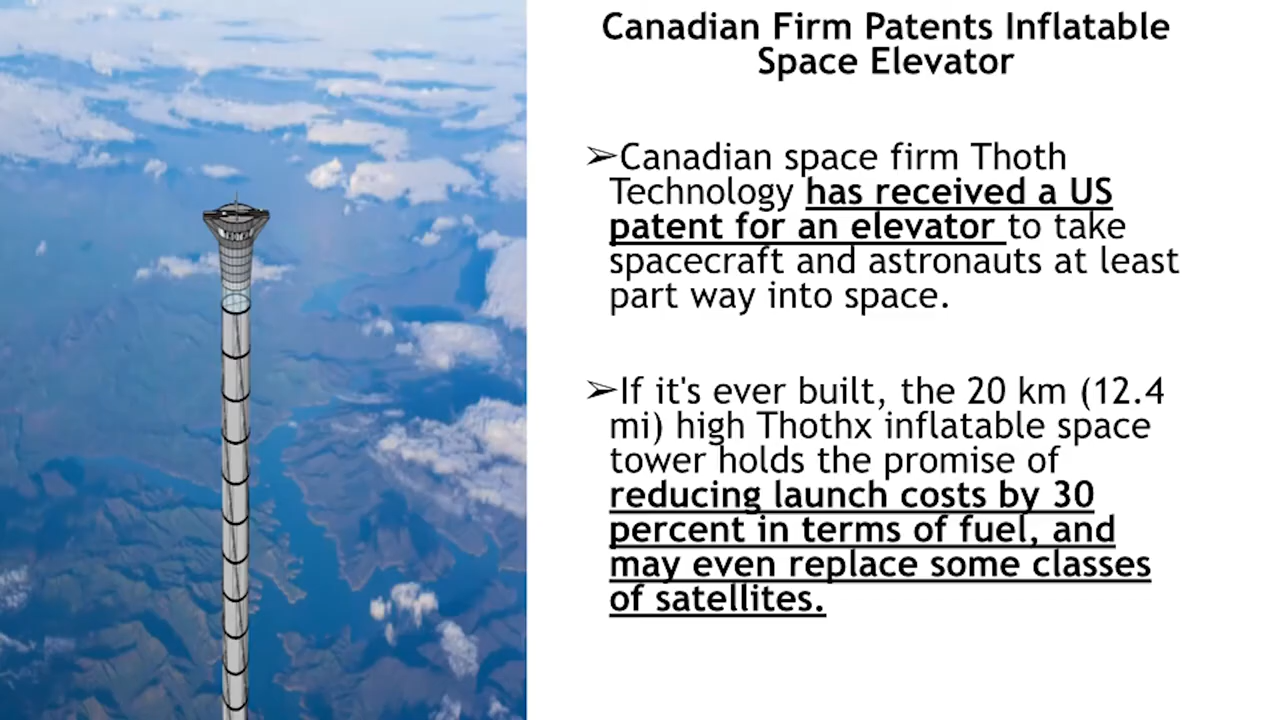 Canadian Firm Patents Inflatable
Space Elevator
➢Canadian space firm Thoth
Technology has received a US
patent for an elevator to take
spacecraft and astronauts at least
part way into space.
➢If it's ever built, the 20 km (12.4
mi) high Thothx inflatable space
tower holds the promise of
reducing launch costs by 30
percent in terms of fuel, and
may even replace some classes
of satellites.